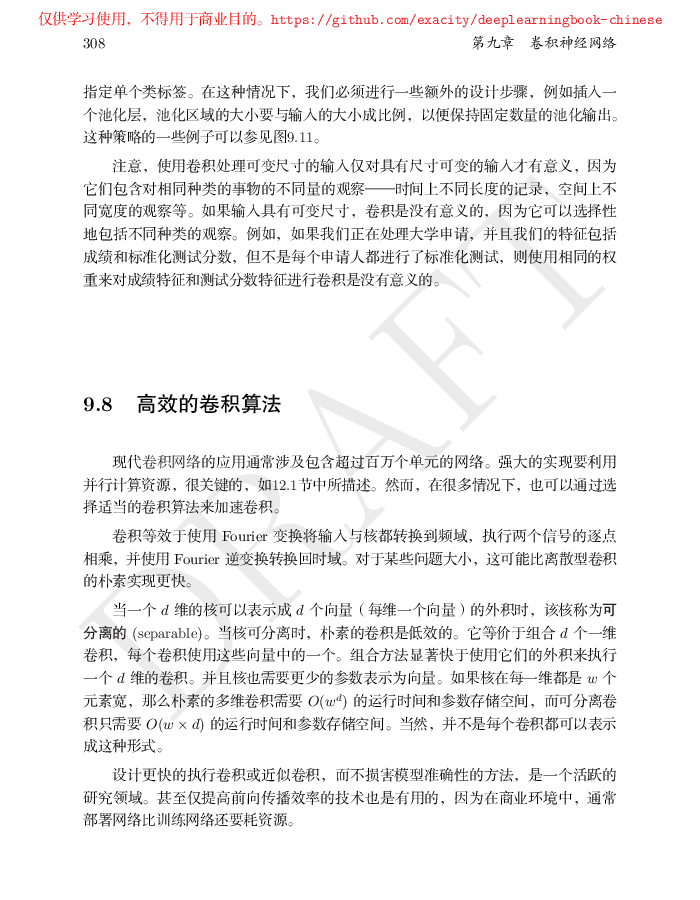 仅供学习使用，不得用于商业目的。https://github.com/exacity/deeplearningbook-chinese
308 第九章 卷积神经网络
指定单个类标签。在这种情况下，我们必须进行一些额外的设计步骤，例如插入一
个池化层，池化区域的大小要与输入的大小成比例，以便保持固定数量的池化输出。
这种策略的一些例子可以参见图9.11。
注意，使用卷积处理可变尺寸的输入仅对具有尺寸可变的输入才有意义，因为
它们包含对相同种类的事物的不同量的观察——时间上不同长度的记录，空间上不
同宽度的观察等。如果输入具有可变尺寸，卷积是没有意义的，因为它可以选择性
地包括不同种类的观察。例如，如果我们正在处理大学申请，并且我们的特征包括
成绩和标准化测试分数，但不是每个申请人都进行了标准化测试，则使用相同的权
重来对成绩特征和测试分数特征进行卷积是没有意义的。
9.8 高效的卷积算法
现代卷积网络的应用通常涉及包含超过百万个单元的网络。强大的实现要利用
并行计算资源，很关键的，如12.1节中所描述。然而，在很多情况下，也可以通过选
择适当的卷积算法来加速卷积。
卷积等效于使用 Fourier 变换将输入与核都转换到频域，执行两个信号的逐点
相乘，并使用 Fourier 逆变换转换回时域。对于某些问题大小，这可能比离散型卷积
的朴素实现更快。
当一个 d 维的核可以表示成 d 个向量（每维一个向量）的外积时，该核称为可
分离的 (separable)。当核可分离时，朴素的卷积是低效的。它等价于组合 d 个一维
卷积，每个卷积使用这些向量中的一个。组合方法显著快于使用它们的外积来执行
一个 d 维的卷积。并且核也需要更少的参数表示为向量。如果核在每一维都是 w 个
元素宽，那么朴素的多维卷积需要 O(w^d) 的运行时间和参数存储空间，而可分离卷
积只需要 O(w × d) 的运行时间和参数存储空间。当然，并不是每个卷积都可以表示
成这种形式。
设计更快的执行卷积或近似卷积，而不损害模型准确性的方法，是一个活跃的
研究领域。甚至仅提高前向传播效率的技术也是有用的，因为在商业环境中，通常
部署网络比训练网络还要耗资源。
DRAFT